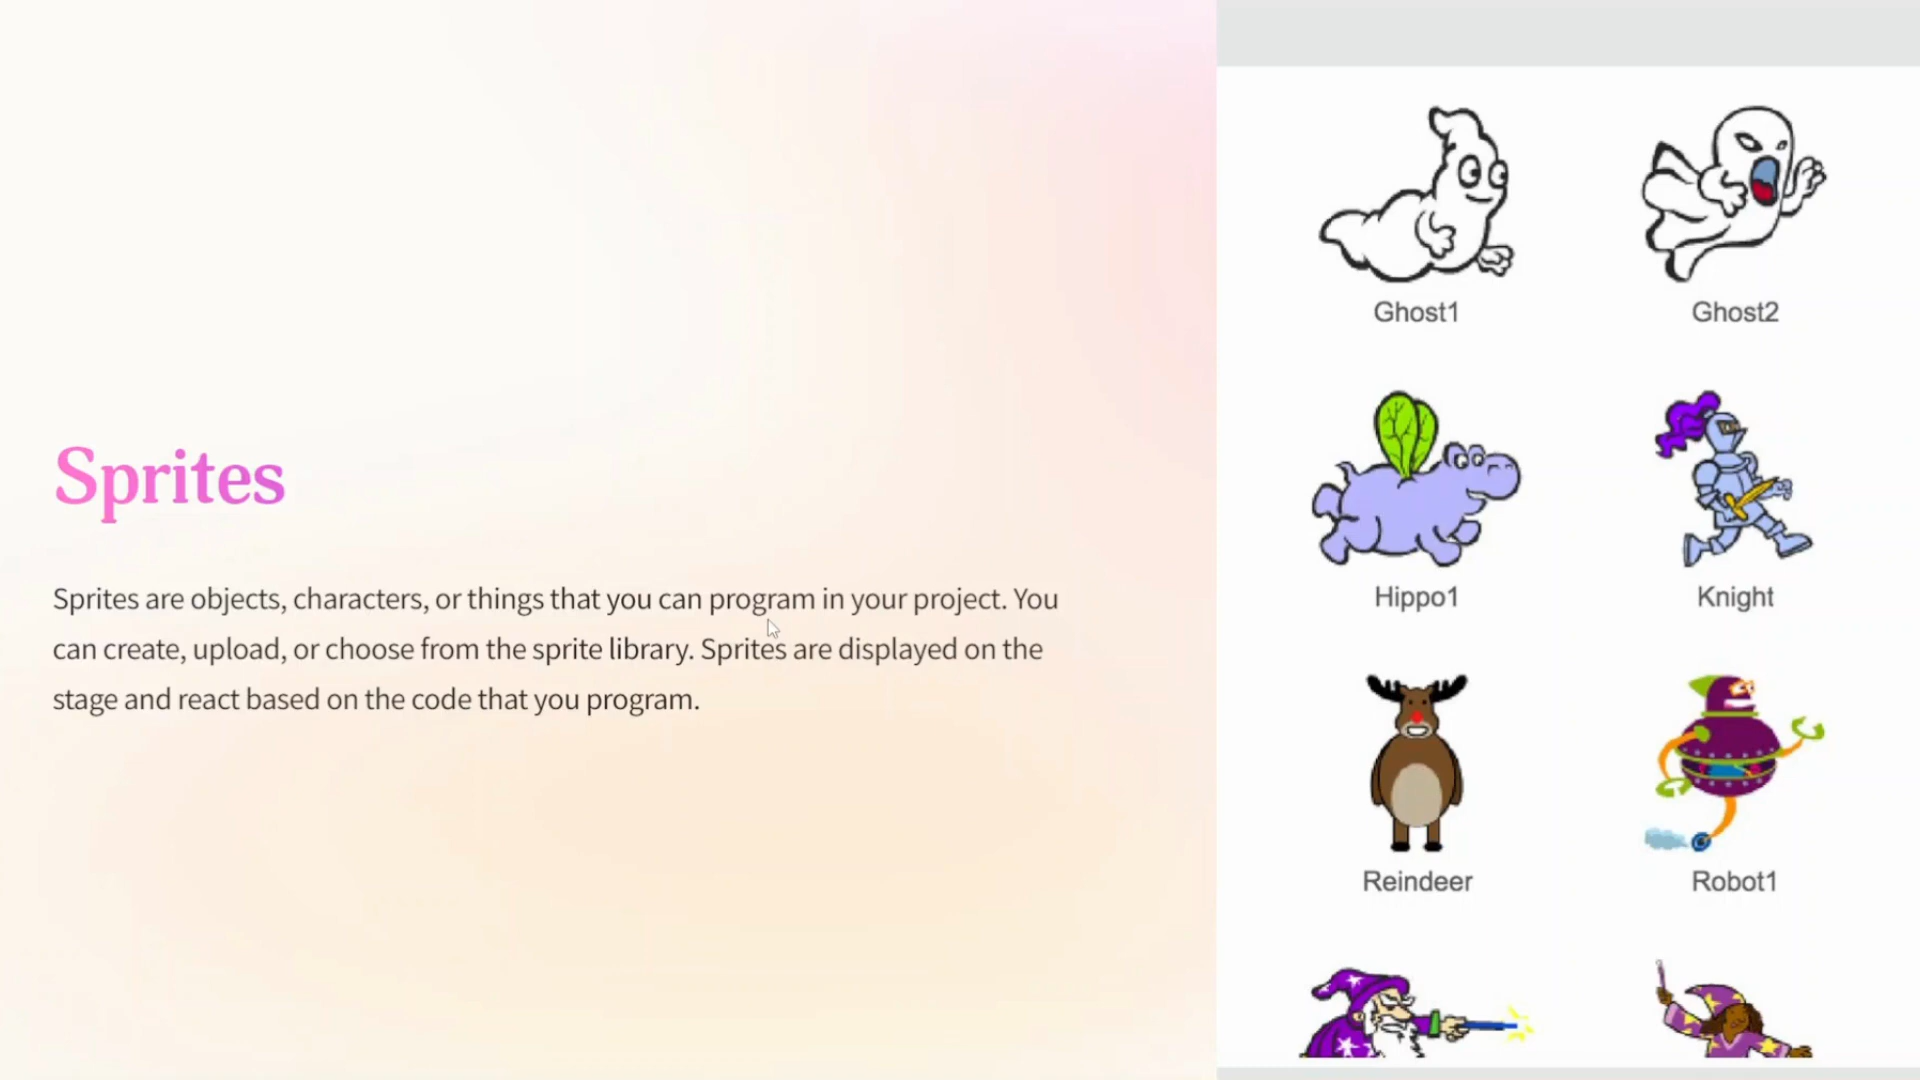 Sprites
Sprites are objects, characters, or things that you can program in your project. You
can create, upload, or choose from the sprite library. Sprites are displayed on the
stage and react based on the code that you program.
Ghost1
Ghost2
Hippo1
Knight
Reindeer
Robot1